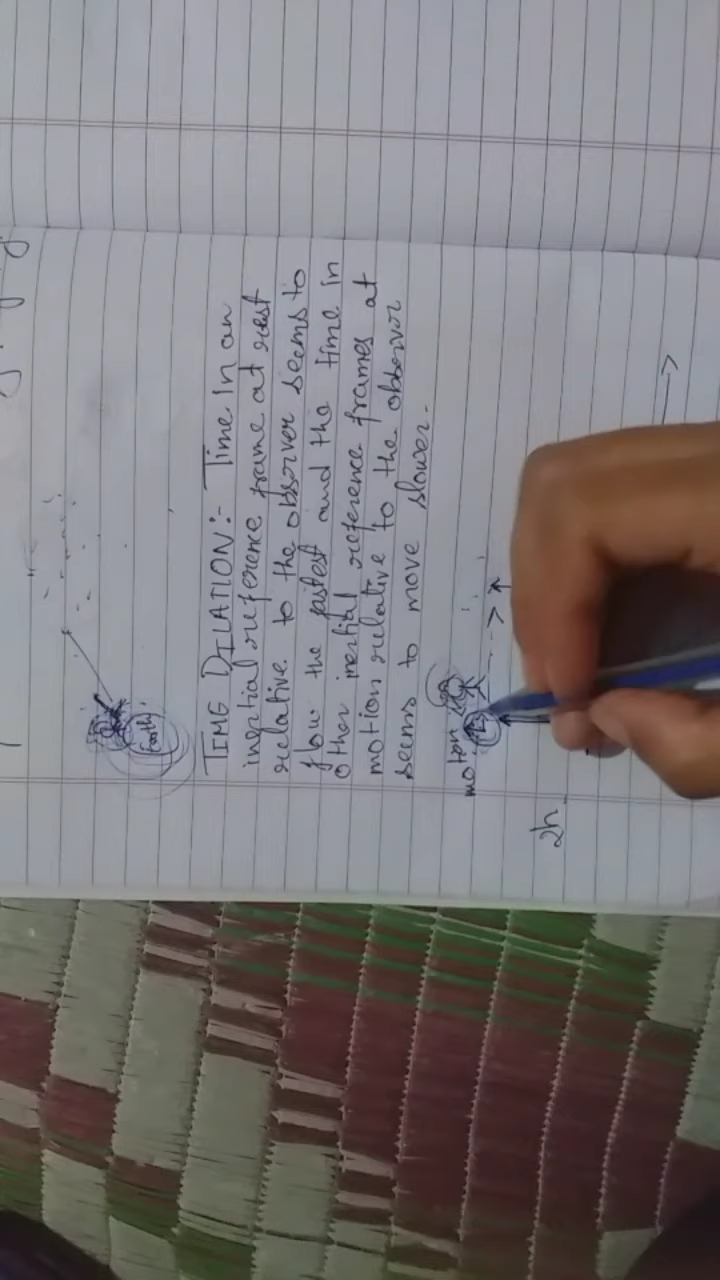 Earth
TIME DILATION:- Time in an
inertial reference frame at rest
relative to the observer seems to
flow the fastest and the time in
other inertial reference frames at
motion relative to the observer
seems to move slower.
motion
2h